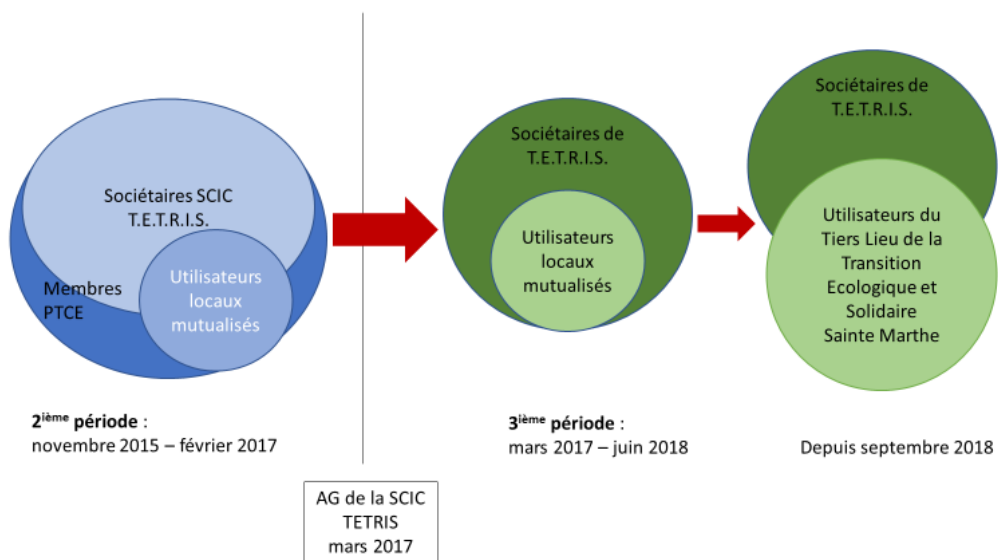 Sociétaires SCIC
T.E.T.R.I.S.
Membres
PTCE
Utilisateurs
locaux
mutualisés
2ième période :
novembre 2015 – février 2017
AG de la SCIC
TETRIS
mars 2017
Sociétaires de
T.E.T.R.I.S.
Utilisateurs
locaux
mutualisés
3ième période :
mars 2017 – juin 2018
Sociétaires de
T.E.T.R.I.S.
Utilisateurs du
Tiers Lieu de la
Transition
Ecologique et
Solidaire
Sainte Marthe
Depuis septembre 2018